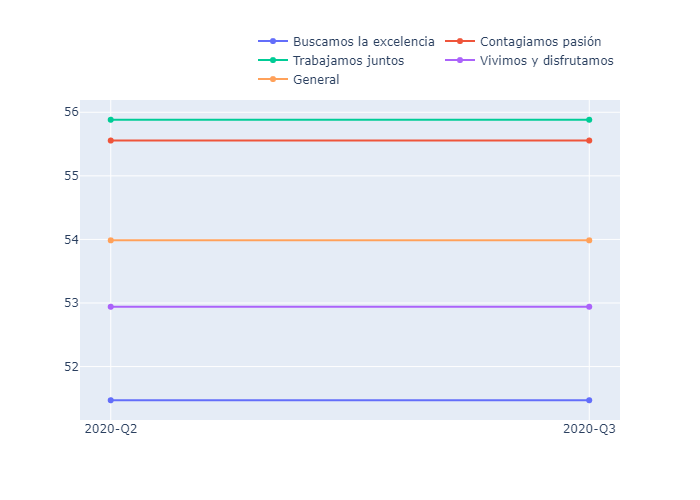 Buscamos la excelencia Contagiamos pasión
Trabajamos juntos Vivimos y disfrutamos
General
56
55
54
53
52
2020-Q2 2020-Q3